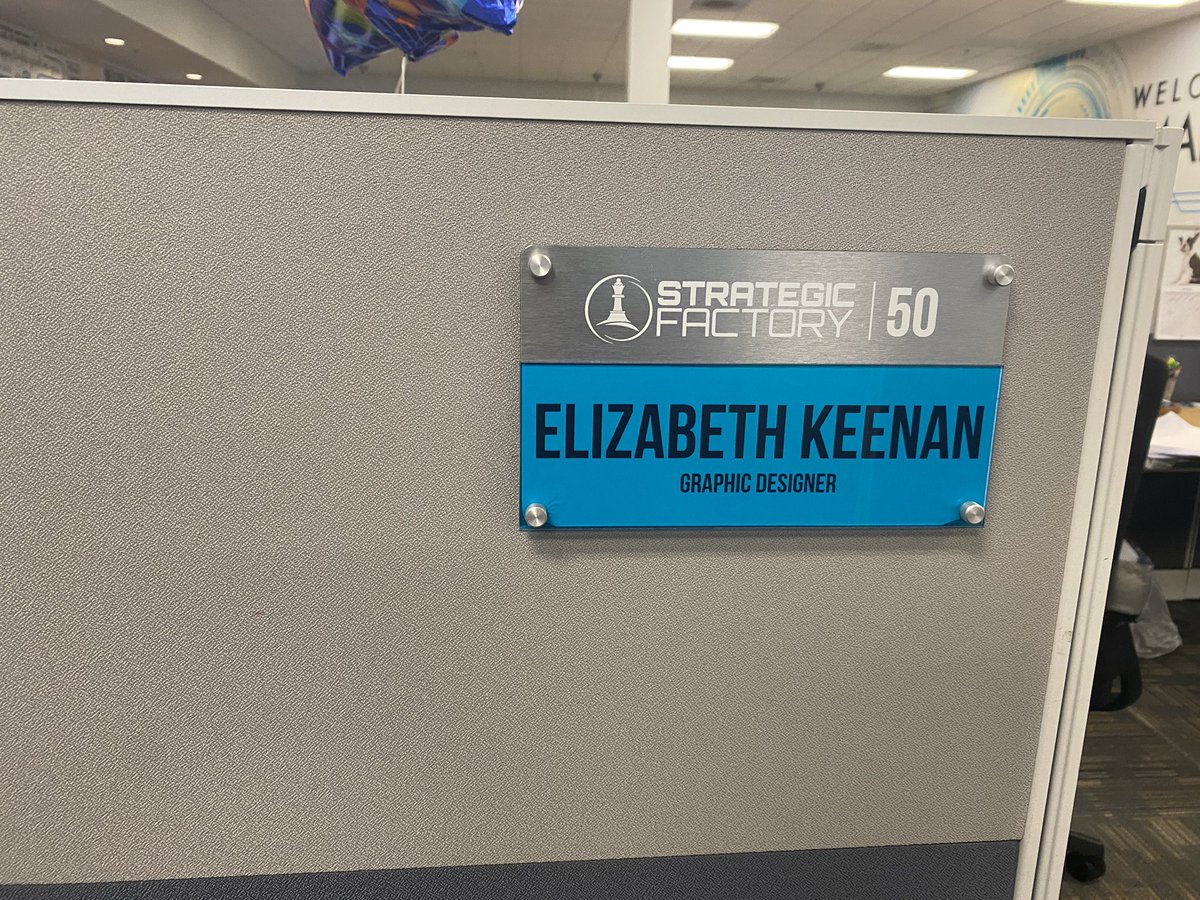 STRATEGIC
FACTORY
50
ELIZABETH KEENAN
GRAPHIC DESIGNER